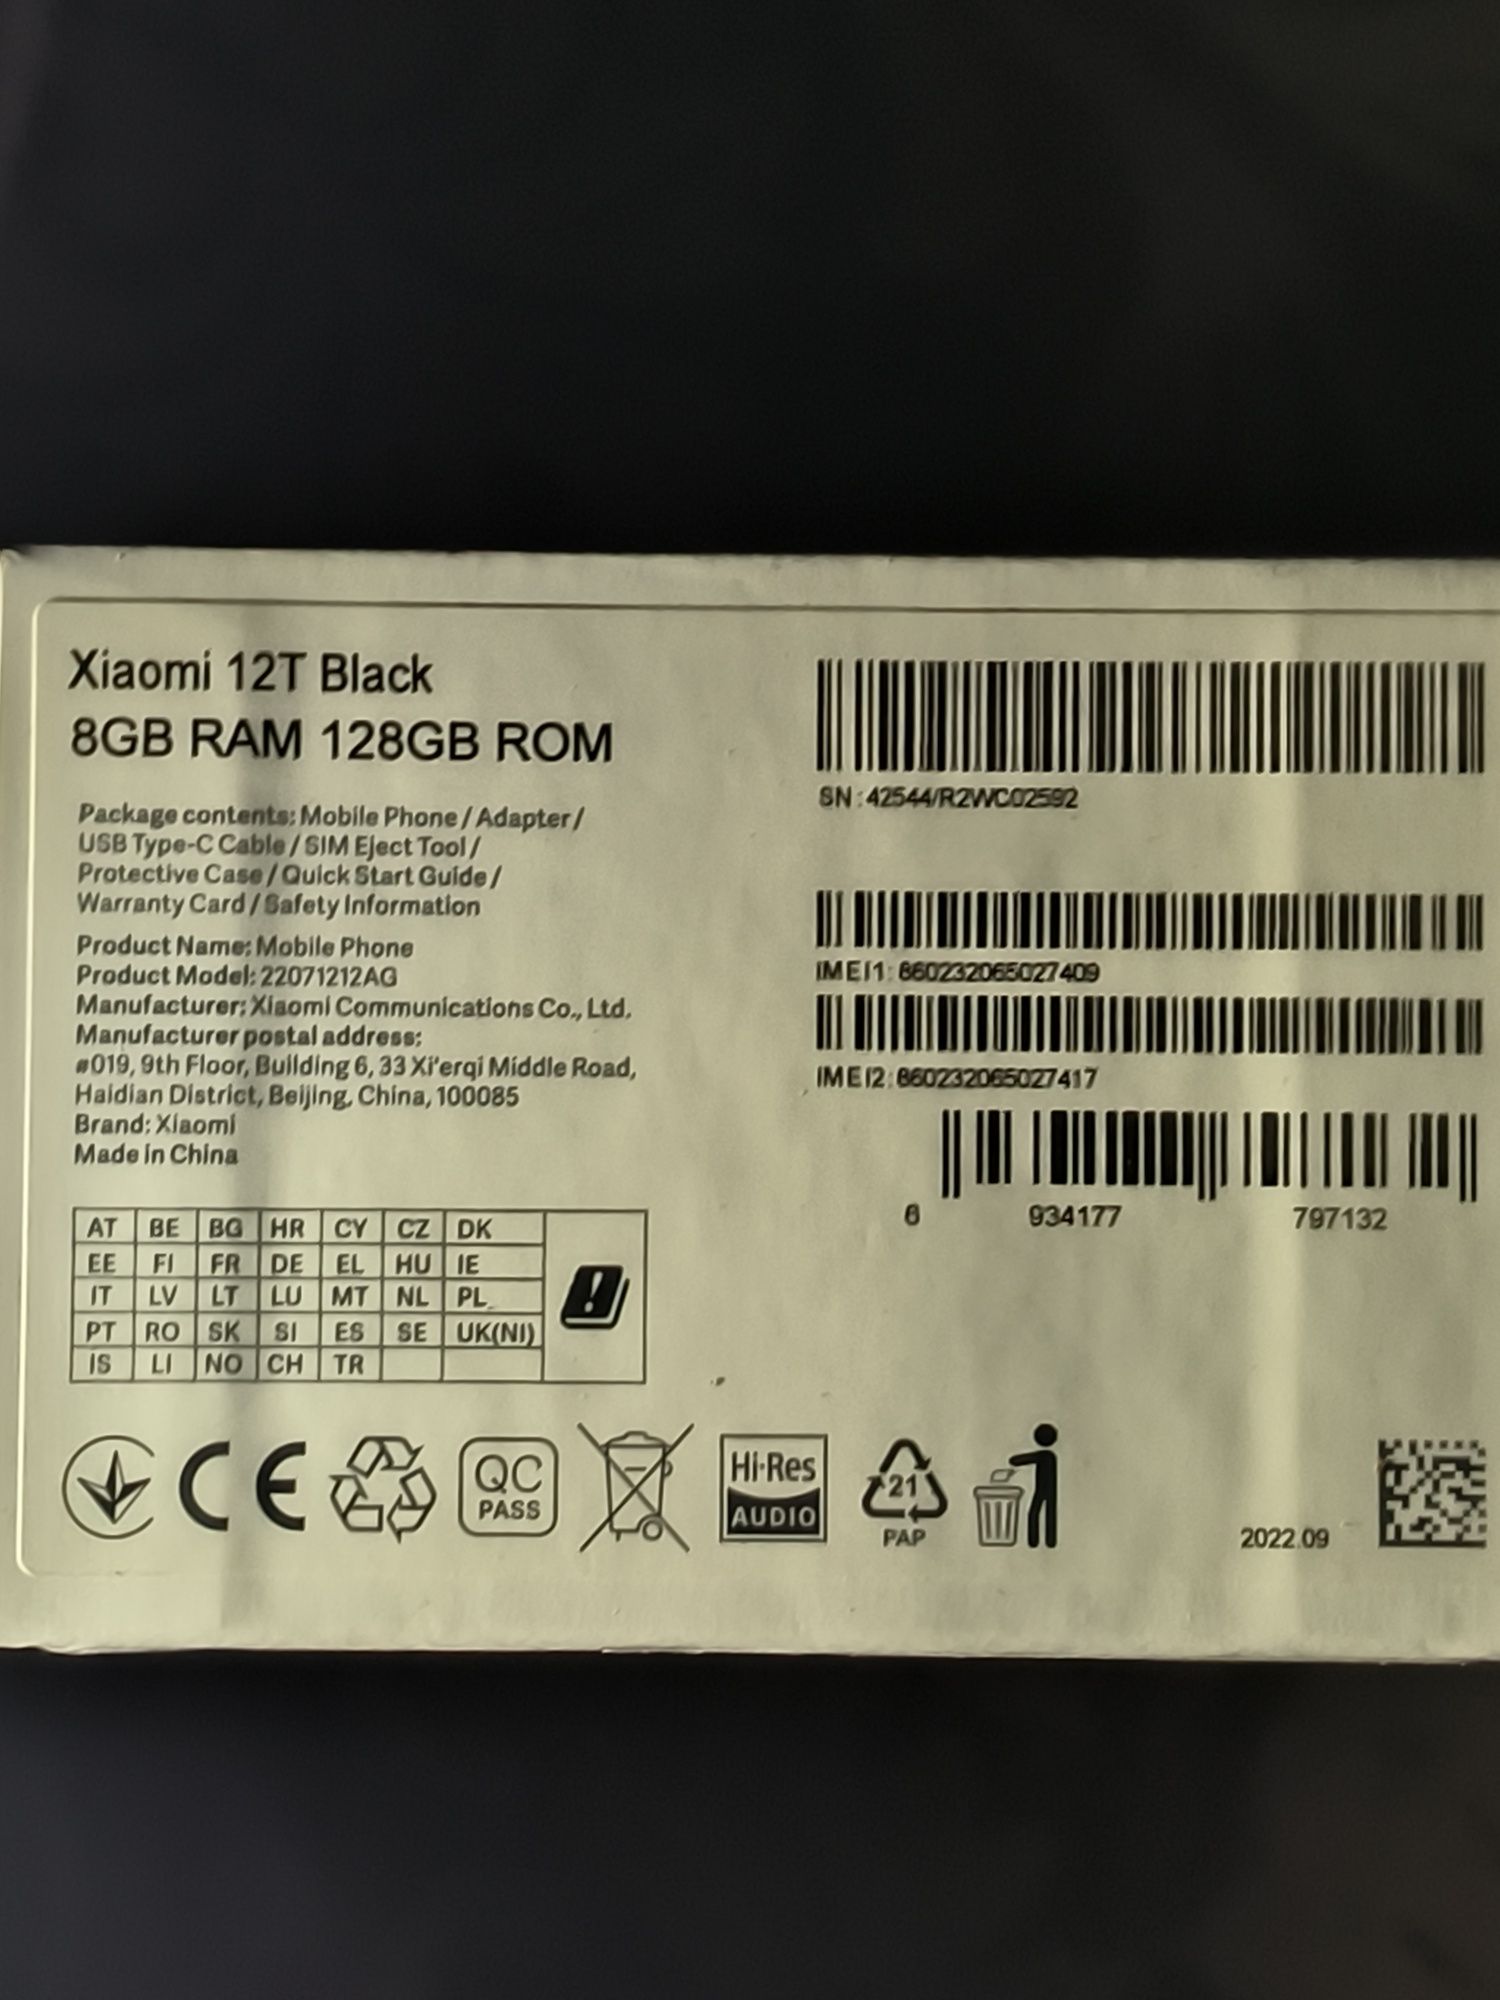 Xiaomi 12T Black
8GB RAM 128GB ROM
Package contents: Mobile Phone / Adapter /
USB Type-C Cable / SIM Eject Tool /
Protective Case / Quick Start Guide /
Warranty Card / Safety Information
Product Name: Mobile Phone
Product Model: 22071212AG
Manufacturer: Xiaomi Communications Co., Ltd.
Manufacturer postal address:
#019, 9th Floor, Building 6, 33 Xi'erqi Middle Road,
Haidian District, Beijing, China, 100085
Brand: Xiaomi
Made in China
AT BE BG HR CY CZ DK
EE FI FR DE EL HU IE
IT LV LT LU MT NL PL
PT RO SK SI ES SE UK(NI)
IS LI NO CH TR
SN: 42544/R2WC02592
IMEI1: 860232065027409
IMEI2: 860232065027417
6 934177 797132
CE
QC
PASS
Hi-Res
AUDIO
21
PAP
2022.09